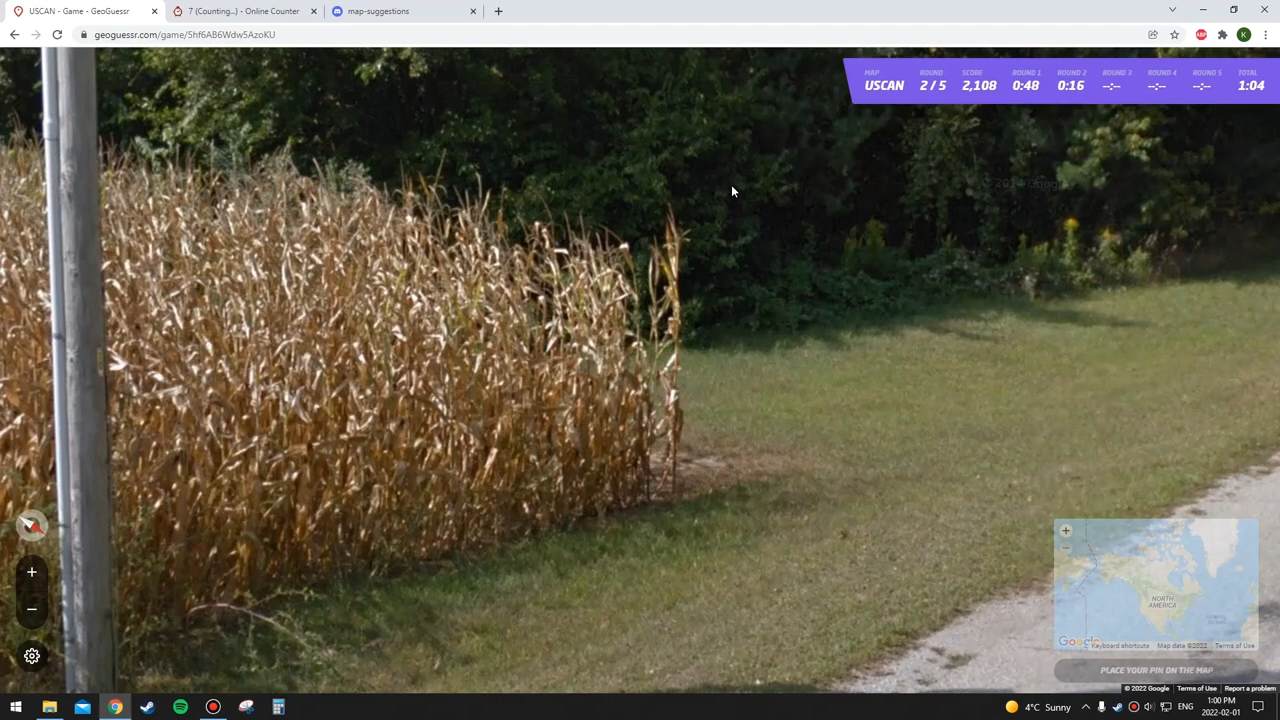 USCAN - Game - GeoGuessr
7 (Counting...) - Online Counter
map-suggestions
geoguessr.com/game/5hf6AB6Wdw5AzoKU
ABP
K
MAP
USCAN
ROUND
2 / 5
SCORE
2,108
ROUND 1
0:48
ROUND 2
0:16
ROUND 3
--:--
ROUND 4
--:--
ROUND 5
--:--
TOTAL
1:04
© 2014 Google
NORTH
AMERICA
Google
Keyboard shortcuts
Map data ©2022
Terms of Use
PLACE YOUR PIN ON THE MAP
© 2022 Google
Terms of Use
Report a problem
4°C Sunny
ENG
1:00 PM
2022-02-01